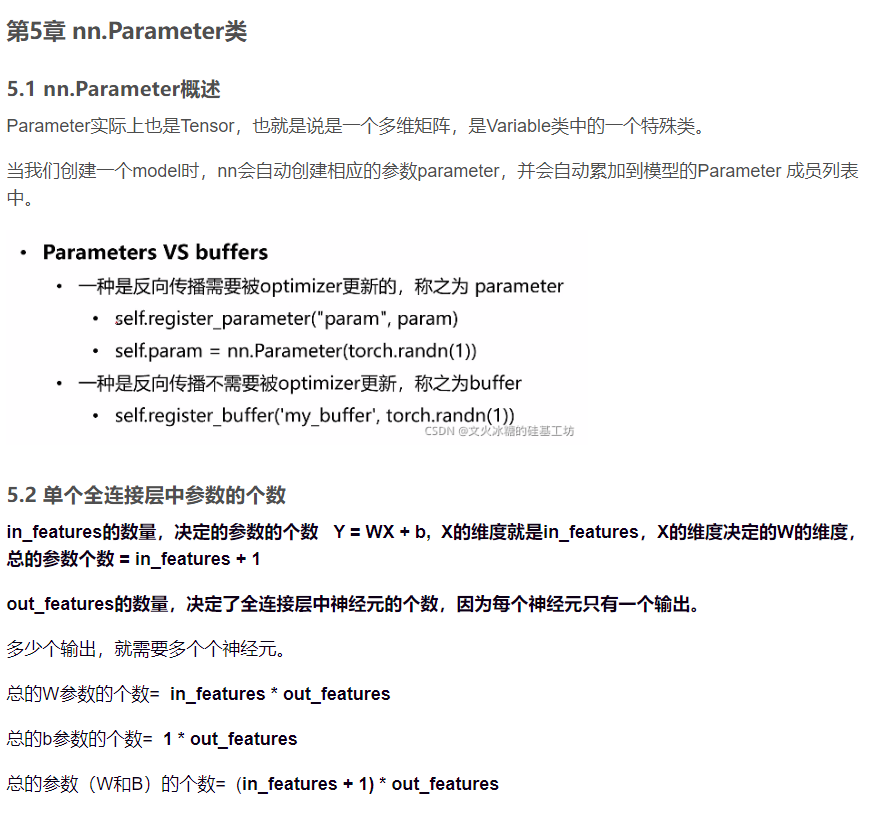 第5章 nn.Parameter类
5.1 nn.Parameter概述
Parameter实际上也是Tensor，也就是说是一个多维矩阵，是Variable类中的一个特殊类。
当我们创建一个model时，nn会自动创建相应的参数parameter，并会自动累加到模型的Parameter 成员列表
中。
• Parameters VS buffers
• 一种是反向传播需要被optimizer更新的，称之为 parameter
• self.register_parameter("param", param)
• self.param = nn.Parameter(torch.randn(1))
• 一种是反向传播不需要被optimizer更新，称之为buffer
• self.register_buffer('my_buffer', torch.randn(1))
CSDN @文火冰糖的硅基工坊
5.2 单个全连接层中参数的个数
in_features的数量，决定的参数的个数   Y = WX + b,  X的维度就是in_features，X的维度决定的W的维度，
总的参数个数 = in_features + 1
out_features的数量，决定了全连接层中神经元的个数，因为每个神经元只有一个输出。
多少个输出，就需要多个个神经元。
总的W参数的个数=  in_features * out_features
总的b参数的个数=  1 * out_features
总的参数（W和B）的个数=  (in_features + 1) * out_features